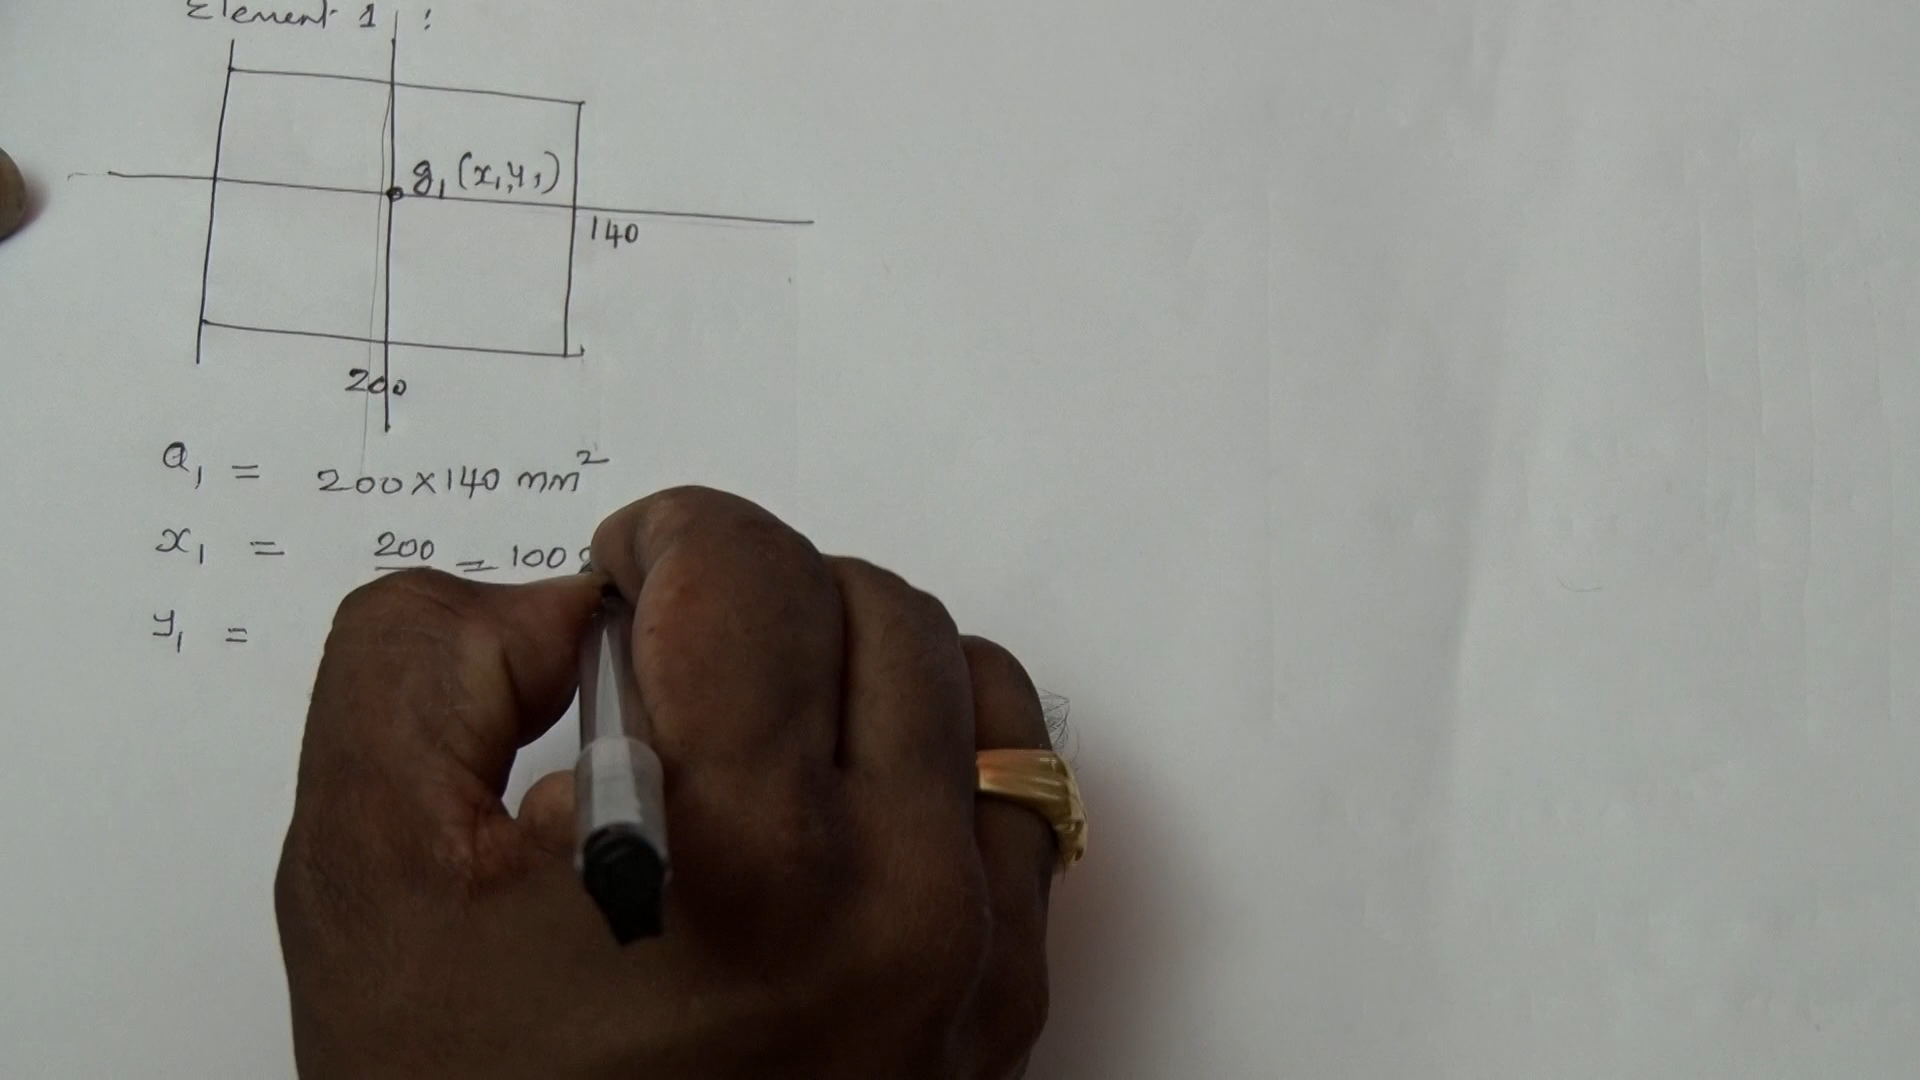 Element 1 :
g₁ (x₁, y₁)
140
200
a₁ = 200 × 140 mm²
x₁ = 200 = 100
y₁ =